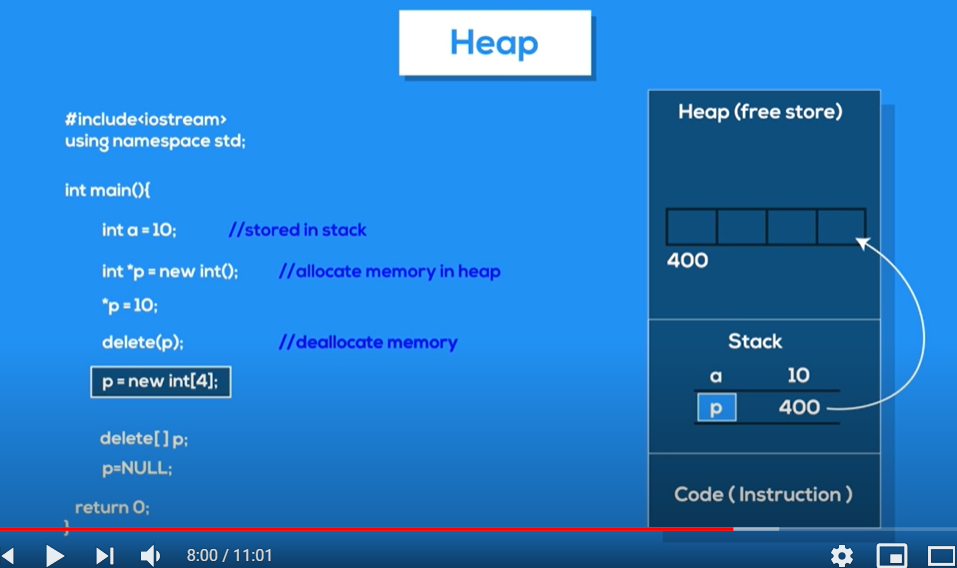 Heap
#include<iostream>
using namespace std;
int main(){
int a = 10; //stored in stack
int *p = new int(); //allocate memory in heap
*p = 10;
delete(p); //deallocate memory
p = new int[4];
delete[] p;
p=NULL;
return 0;
}
Heap (free store)
400
Stack
a 10
p 400
Code ( Instruction )
8:00 / 11:01